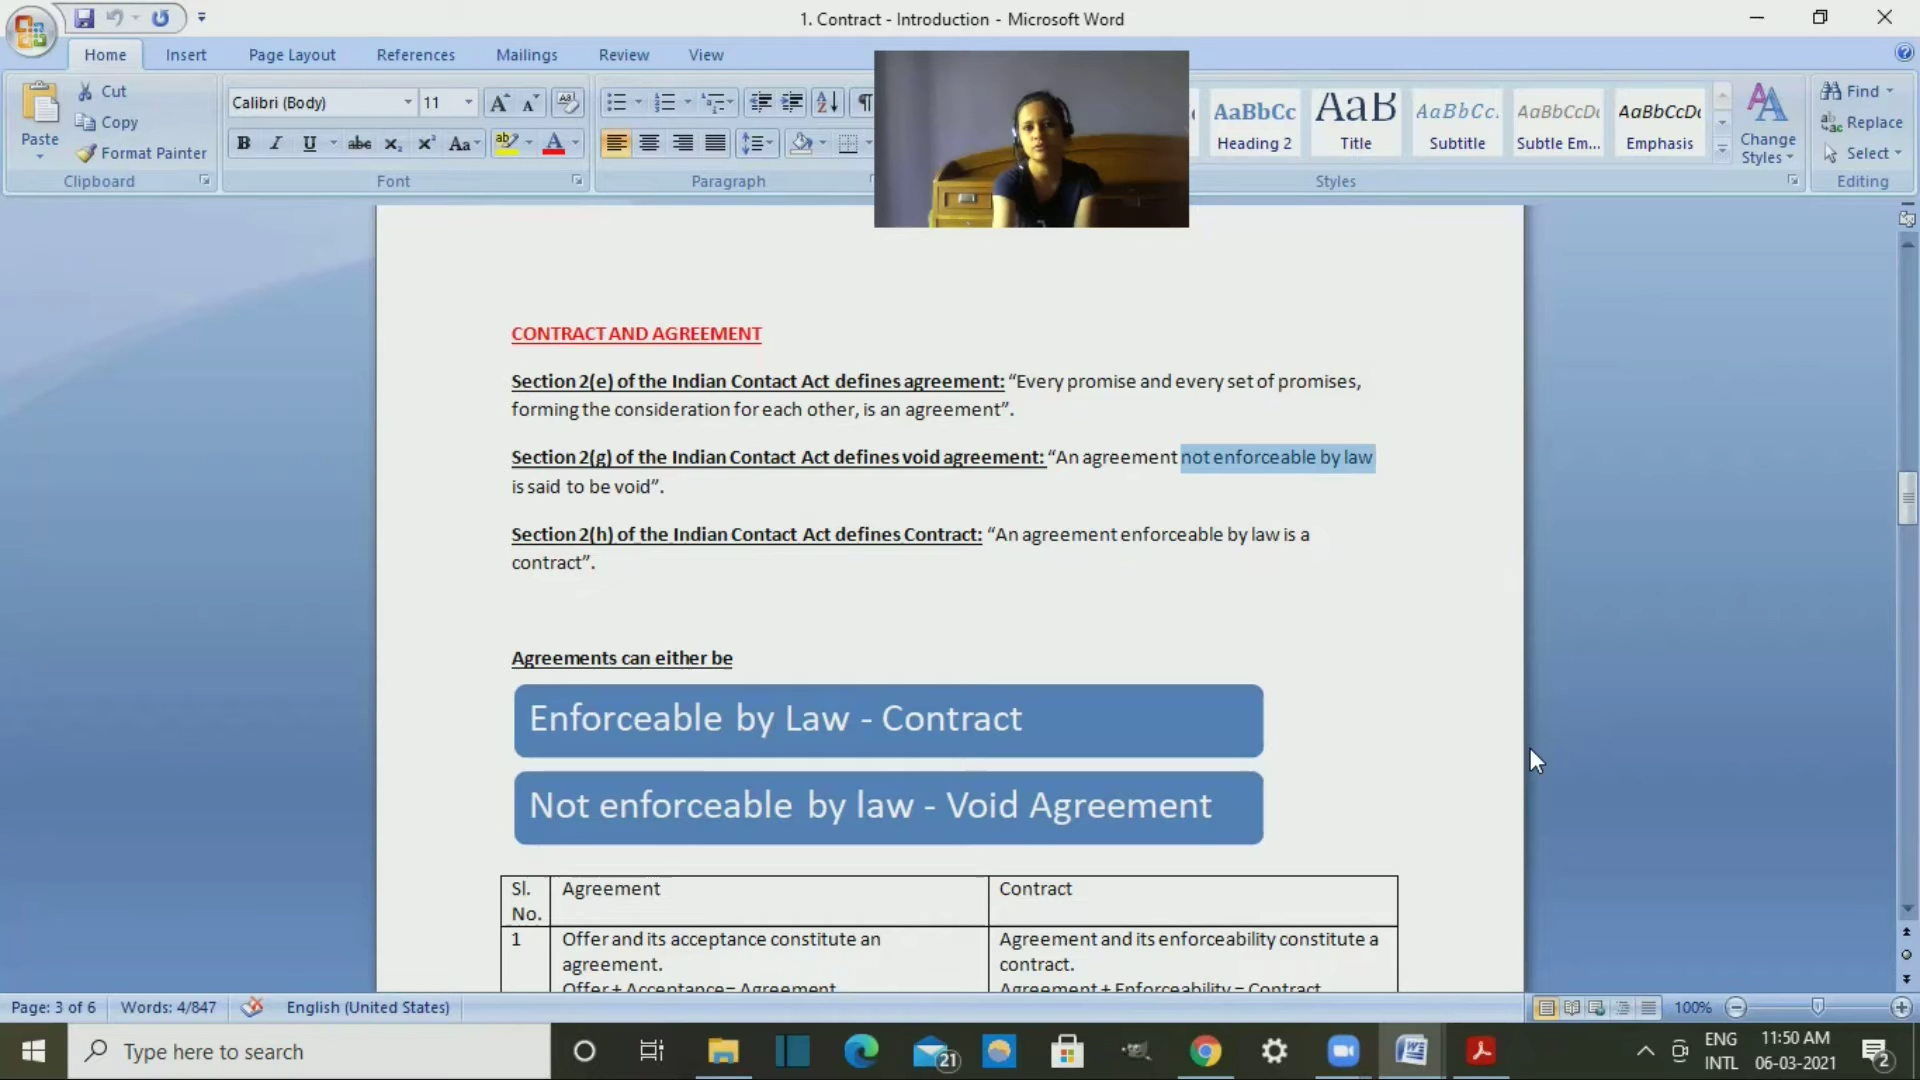 1. Contract - Introduction - Microsoft Word
Home Insert Page Layout References Mailings Review View
Paste
Cut
Copy
Format Painter
Clipboard
Calibri (Body) 11
Font
Paragraph
AaBbCc Heading 2
AaB Title
AaBbCc. Subtitle
AaBbCcDc Subtle Em...
AaBbCcDc Emphasis
Change Styles
Styles
Find
Replace
Select
Editing
CONTRACT AND AGREEMENT
Section 2(e) of the Indian Contact Act defines agreement: “Every promise and every set of promises,
forming the consideration for each other, is an agreement”.
Section 2(g) of the Indian Contact Act defines void agreement: “An agreement not enforceable by law
is said to be void”.
Section 2(h) of the Indian Contact Act defines Contract: “An agreement enforceable by law is a
contract”.
Agreements can either be
Enforceable by Law - Contract
Not enforceable by law - Void Agreement
Sl. No. Agreement Contract
1 Offer and its acceptance constitute an agreement. Agreement and its enforceability constitute a contract.
Offer + Acceptance= Agreement Agreement + Enforceability = Contract
Page: 3 of 6 Words: 4/847 English (United States) 100%
Type here to search
21
ENG
INTL
11:50 AM
06-03-2021
2